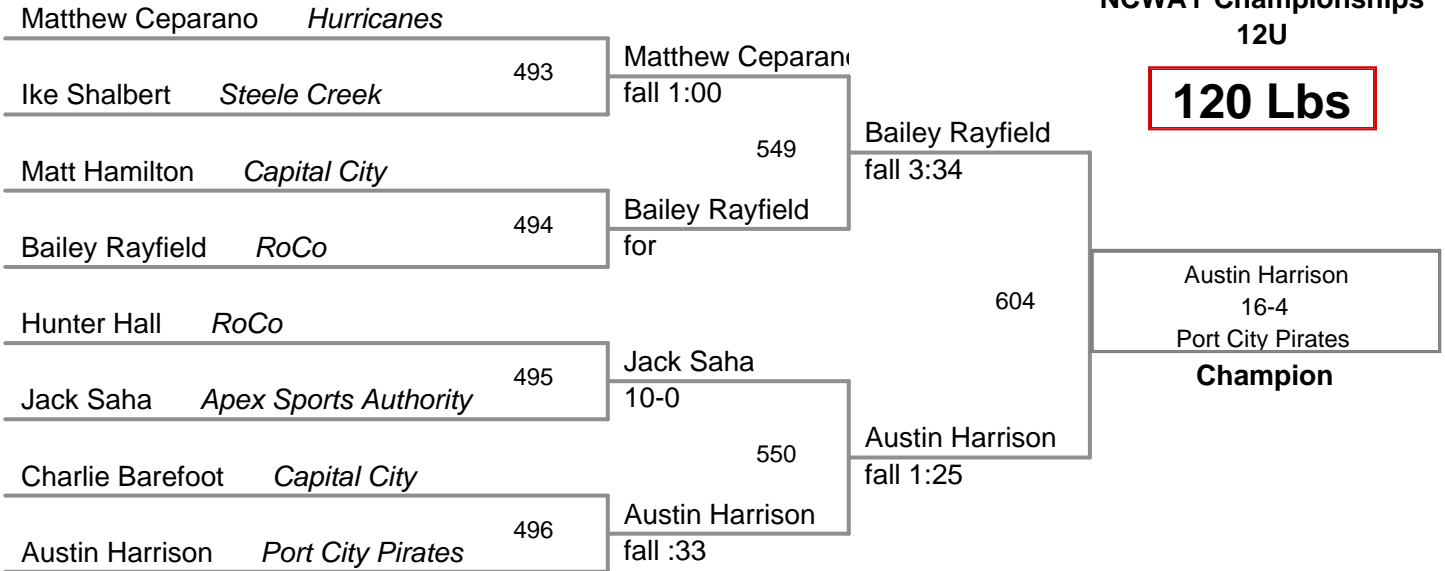 NCWAY Championships
12U
120 Lbs
Matthew Ceparano Hurricanes
493
Ike Shalbert Steele Creek
Matt Hamilton Capital City
494
Bailey Rayfield RoCo
Hunter Hall RoCo
495
Jack Saha Apex Sports Authority
Charlie Barefoot Capital City
496
Austin Harrison Port City Pirates
Matthew Ceparano
fall 1:00
549
Bailey Rayfield
for
Jack Saha
10-0
550
Austin Harrison
fall :33
Bailey Rayfield
fall 3:34
604
Austin Harrison
fall 1:25
Austin Harrison
16-4
Port City Pirates
Champion